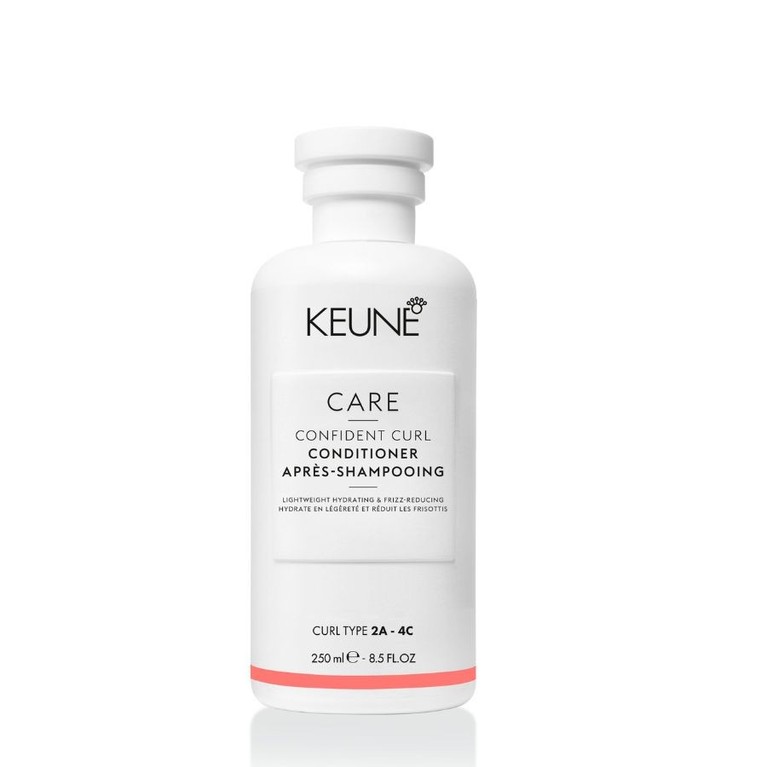 KEUNE
CARE
CONFIDENT CURL
CONDITIONER
APRÈS-SHAMPOOING
LIGHTWEIGHT HYDRATING & FRIZZ-REDUCING
HYDRATE EN LÉGÈRETÉ ET RÉDUIT LES FRISOTTIS
CURL TYPE 2A - 4C
250 ml ℮ - 8.5 FL.OZ